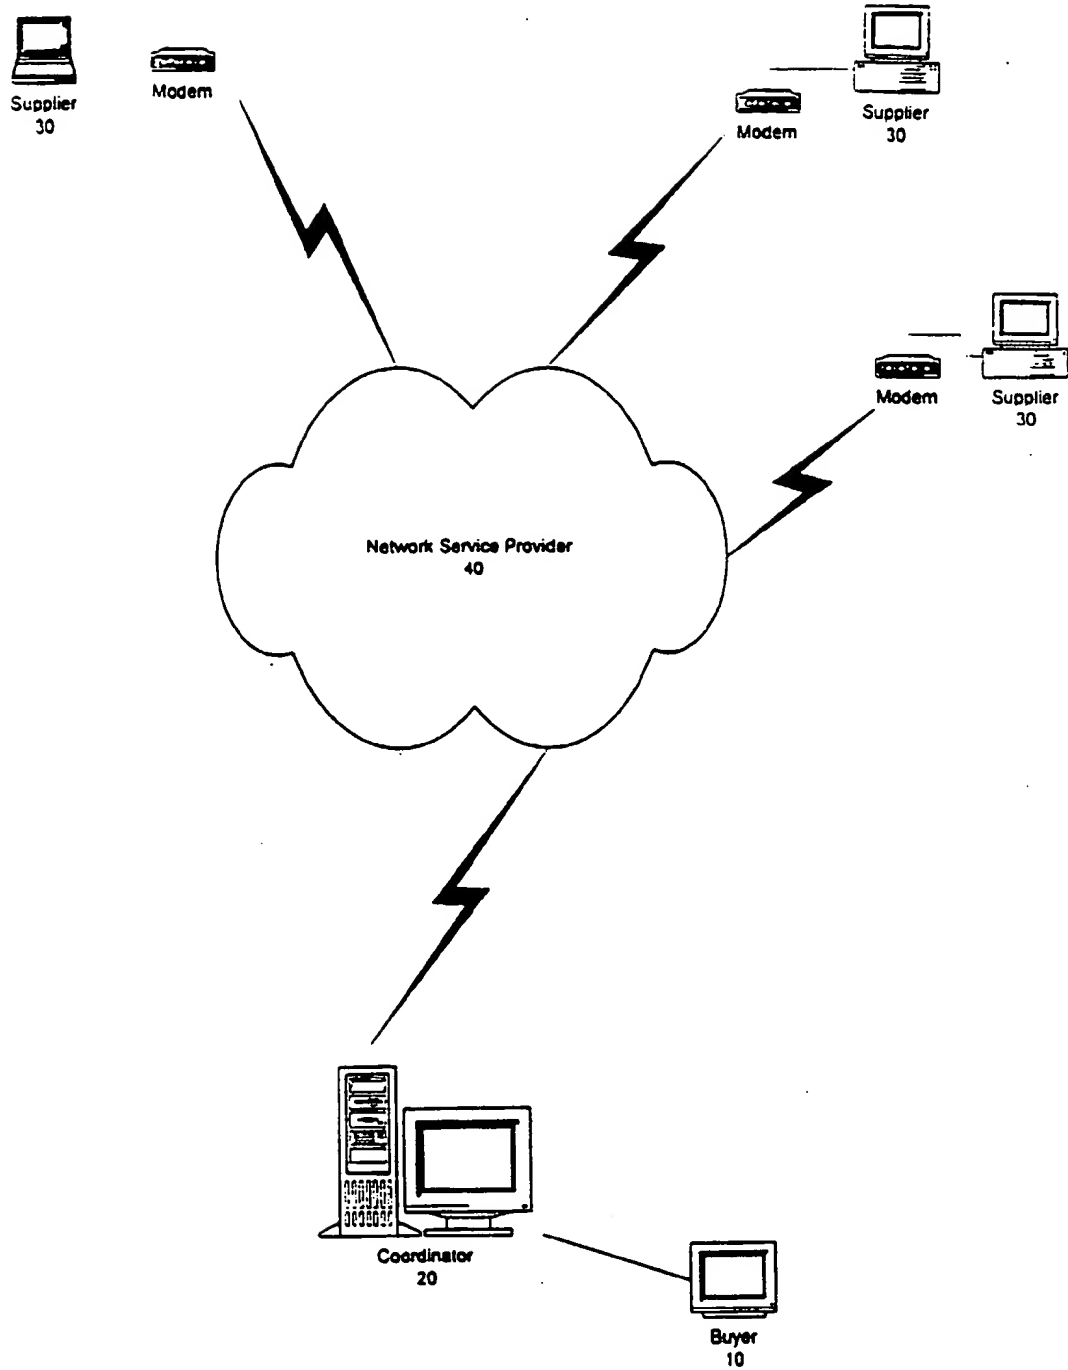 Supplier
30
Modem
Modem
Supplier
30
Modem
Supplier
30
Network Service Provider
40
Coordinator
20
Buyer
10